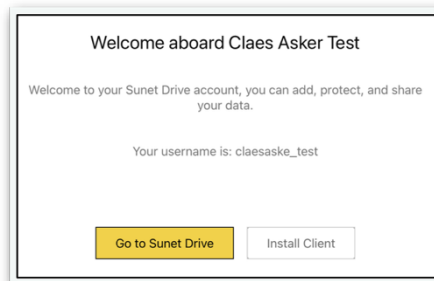 Welcome aboard Claes Asker Test
Welcome to your Sunet Drive account, you can add, protect, and share
your data.
Your username is: claesaske_test
Go to Sunet Drive
Install Client